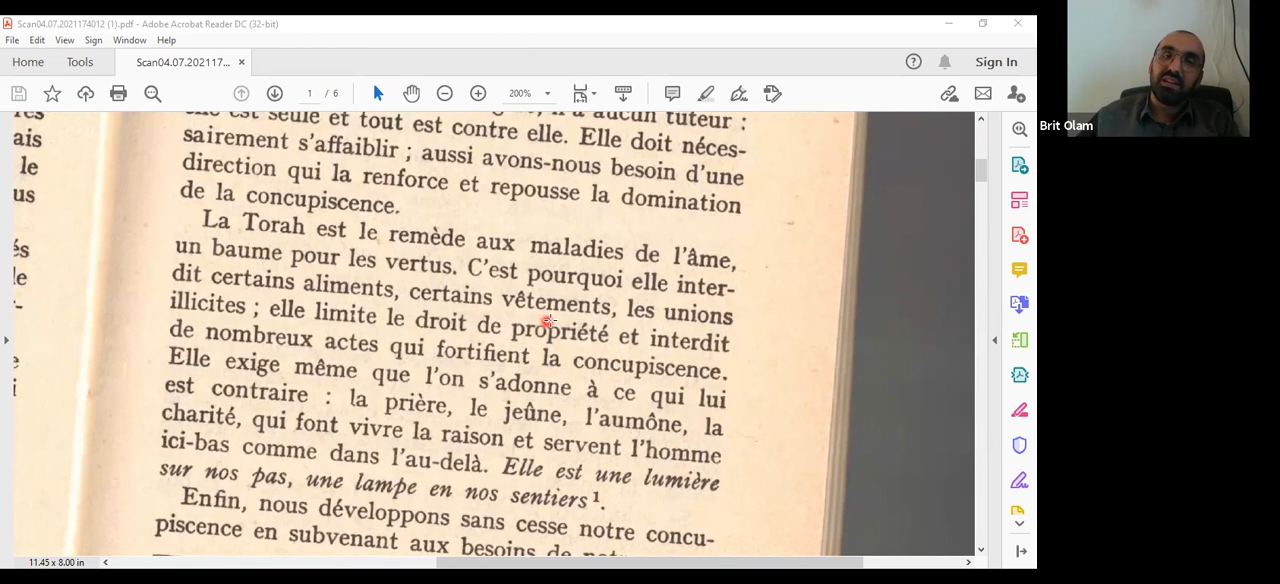 Scan04.07.2021174012 (1).pdf - Adobe Acrobat Reader DC (32-bit)
File Edit View Sign Window Help
Home Tools Scan04.07.202117... × Sign In
1 / 6 200%
est seule et tout est contre elle. Elle doit néces-
sairement s'affaiblir ; aussi avons-nous besoin d'une
direction qui la renforce et repousse la domination
de la concupiscence.
La Torah est le remède aux maladies de l'âme,
un baume pour les vertus. C'est pourquoi elle inter-
dit certains aliments, certains vêtements, les unions
illicites ; elle limite le droit de propriété et interdit
de nombreux actes qui fortifient la concupiscence.
Elle exige même que l'on s'adonne à ce qui lui
est contraire : la prière, le jeûne, l'aumône, la
charité, qui font vivre la raison et servent l'homme
ici-bas comme dans l'au-delà. Elle est une lumière
sur nos pas, une lampe en nos sentiers¹.
Enfin, nous développons sans cesse notre concu-
piscence en subvenant aux besoins de
ais
le
us
és
le
11.45 x 8.00 in
Brit Olam